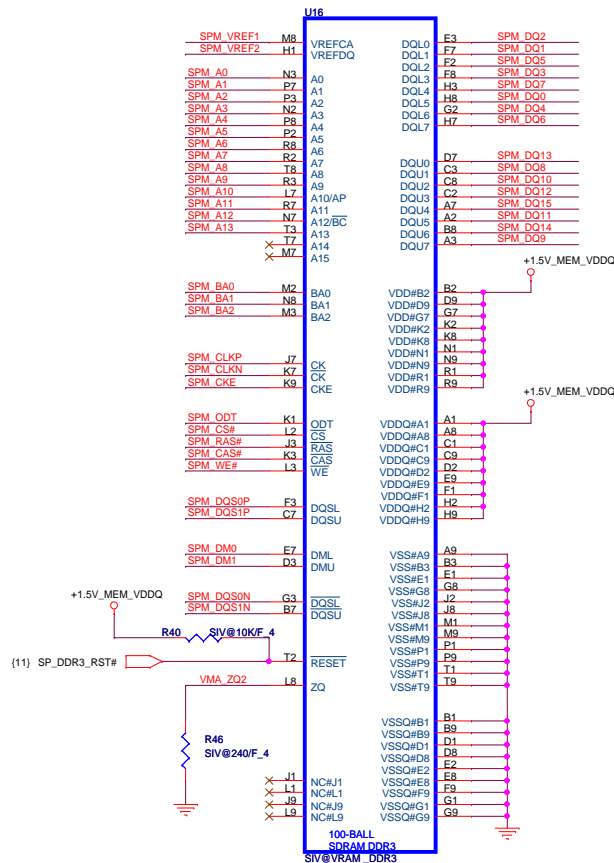 U16
SPM_VREF1 M8 VREFCA DQL0 E3 SPM_DQ2
SPM_VREF2 H1 VREFDQ DQL1 F7 SPM_DQ1
DQL2 F2 SPM_DQ5
SPM_A0 N3 A0 DQL3 F8 SPM_DQ3
SPM_A1 P7 A1 DQL4 H3 SPM_DQ7
SPM_A2 P3 A2 DQL5 H8 SPM_DQ0
SPM_A3 N2 A3 DQL6 G2 SPM_DQ4
SPM_A4 P8 A4 DQL7 H7 SPM_DQ6
SPM_A5 P2 A5
SPM_A6 R8 A6
SPM_A7 R2 A7 DQU0 D7 SPM_DQ13
SPM_A8 T8 A8 DQU1 C3 SPM_DQ8
SPM_A9 R3 A9 DQU2 C8 SPM_DQ10
SPM_A10 L7 A10/AP DQU3 C2 SPM_DQ12
SPM_A11 R7 A11 DQU4 A7 SPM_DQ15
SPM_A12 N7 A12/BC DQU5 A2 SPM_DQ11
SPM_A13 T3 A13 DQU6 B8 SPM_DQ14
T7 A14 DQU7 A3 SPM_DQ9
M7 A15
+1.5V_MEM_VDDQ
SPM_BA0 M2 BA0 VDD#B2 B2
SPM_BA1 N8 BA1 VDD#D9 D9
SPM_BA2 M3 BA2 VDD#G7 G7
VDD#K2 K2
VDD#K8 K8
VDD#N1 N1
SPM_CLKP J7 CK VDD#N9 N9
SPM_CLKN K7 CK VDD#R1 R1
SPM_CKE K9 CKE VDD#R9 R9
+1.5V_MEM_VDDQ
SPM_ODT K1 ODT VDDQ#A1 A1
SPM_CS# L2 CS VDDQ#A8 A8
SPM_RAS# J3 RAS VDDQ#C1 C1
SPM_CAS# K3 CAS VDDQ#C9 C9
SPM_WE# L3 WE VDDQ#D2 D2
VDDQ#E9 E9
VDDQ#F1 F1
SPM_DQS0P F3 DQSL VDDQ#H2 H2
SPM_DQS1P C7 DQSU VDDQ#H9 H9
SPM_DM0 E7 DML VSS#A9 A9
SPM_DM1 D3 DMU VSS#B3 B3
VSS#E1 E1
VSS#G8 G8
SPM_DQS0N G3 DQSL VSS#J2 J2
SPM_DQS1N B7 DQSU VSS#J8 J8
+1.5V_MEM_VDDQ VSS#M1 M1
R40 SIV@10K/F_4 VSS#M9 M9
VSS#P1 P1
{11} SP_DDR3_RST# T2 RESET VSS#P9 P9
VSS#T1 T1
VMA_ZQ2 L8 ZQ VSS#T9 T9
VSSQ#B1 B1
VSSQ#B9 B9
R46 VSSQ#D1 D1
SIV@240/F_4 VSSQ#D8 D8
VSSQ#E2 E2
J1 NC#J1 VSSQ#E8 E8
L1 NC#L1 VSSQ#F9 F9
J9 NC#J9 VSSQ#G1 G1
L9 NC#L9 VSSQ#G9 G9
100-BALL
SDRAM DDR3
SIV@VRAM _DDR3